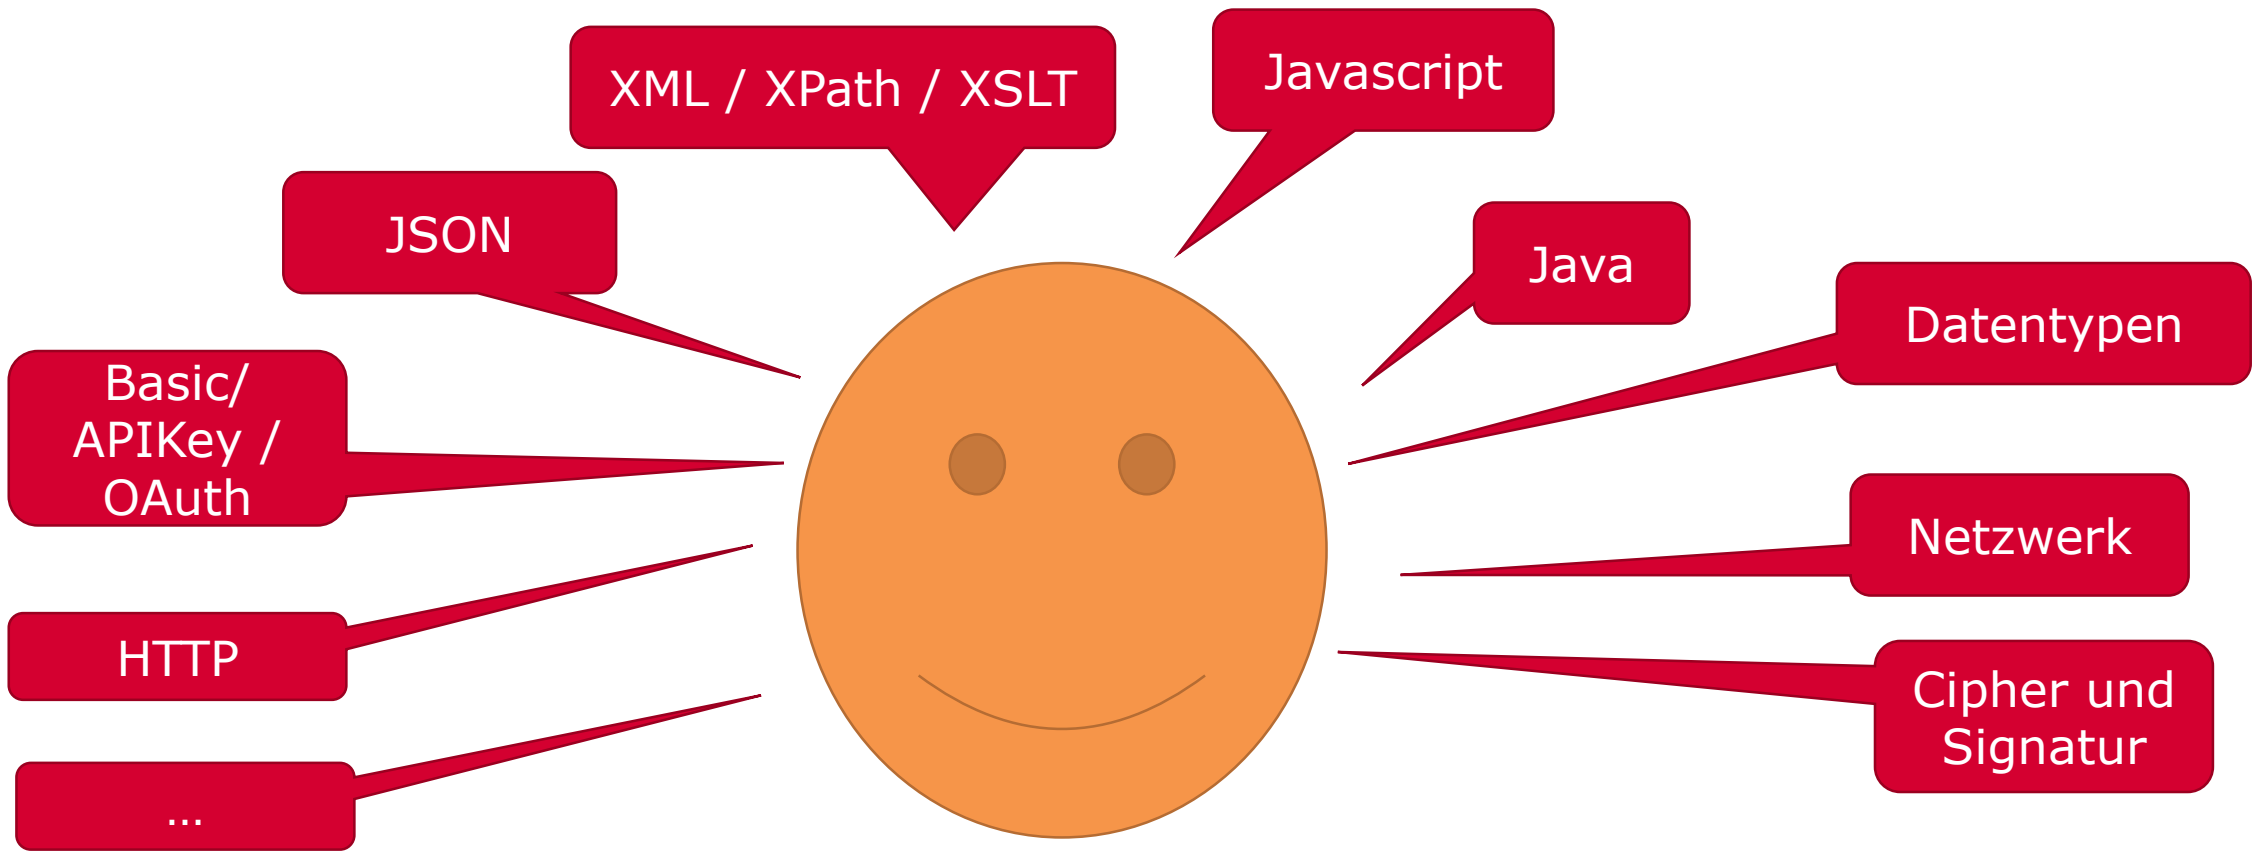 XML / XPath / XSLT
Javascript
JSON
Java
Datentypen
Basic/
APIKey /
OAuth
Netzwerk
HTTP
Cipher und
Signatur
...